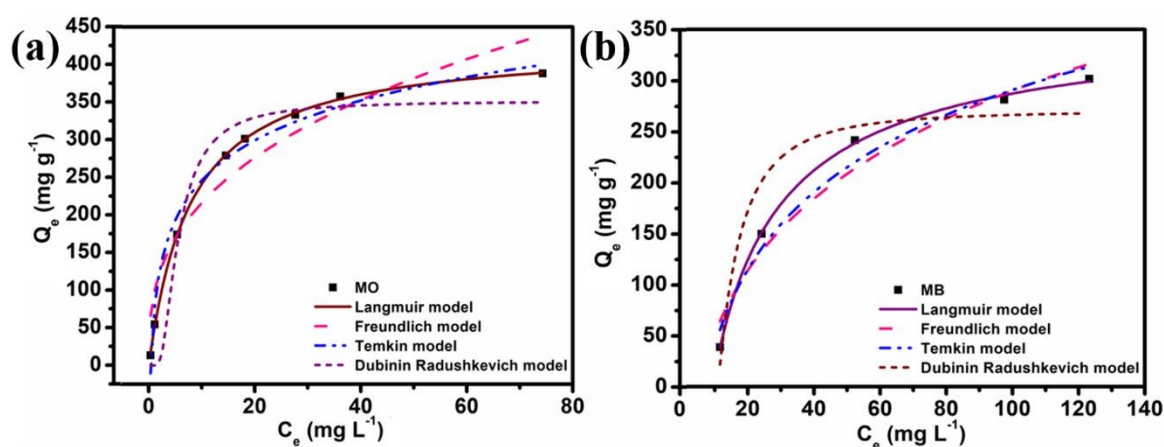 (a)
450
400
350
300
250
200
150
100
50
0
Qe (mg g-1)
MO
Langmuir model
Freundlich model
Temkin model
Dubinin Radushkevich model
0 20 40 60 80
Ce (mg L-1)
(b)
350
300
250
200
150
100
50
0
Qe (mg g-1)
MB
Langmuir model
Freundlich model
Temkin model
Dubinin Radushkevich model
0 20 40 60 80 100 120 140
Ce (mg L-1)